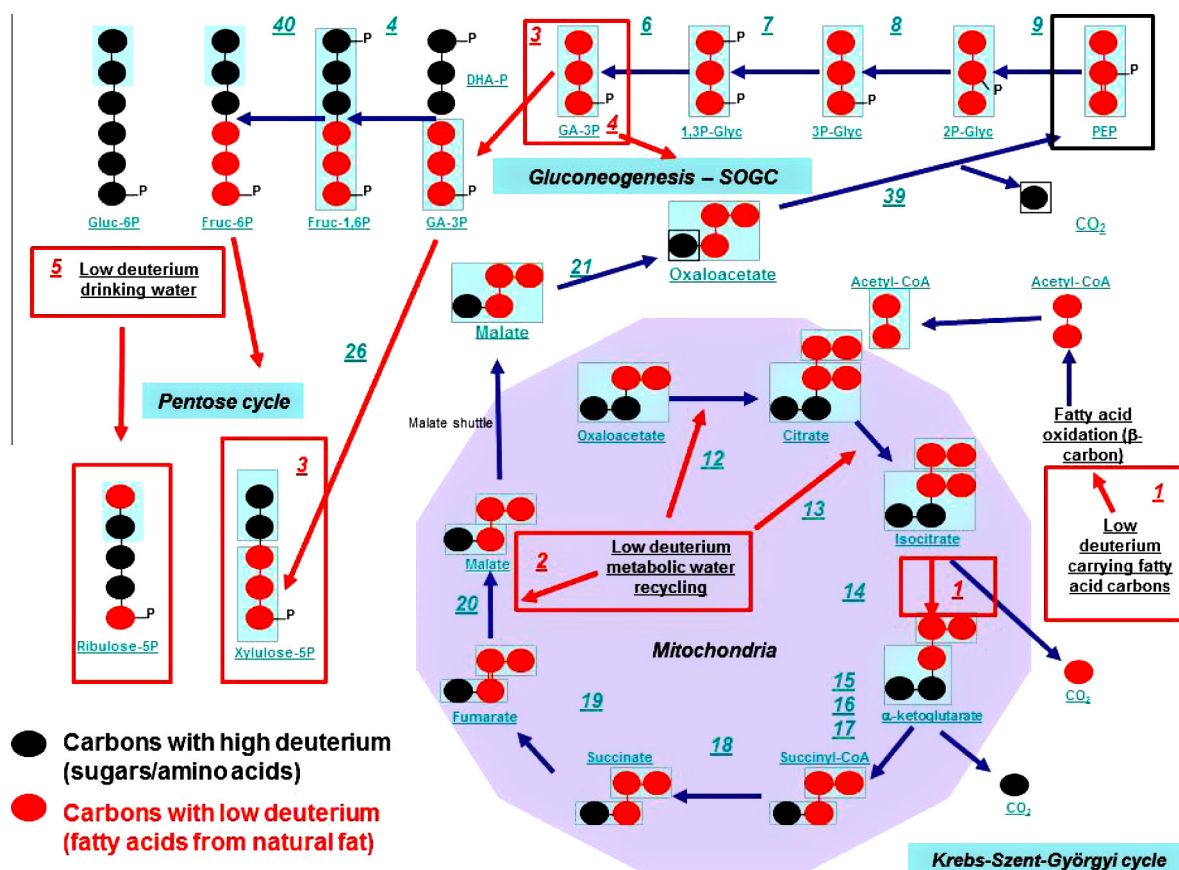 40
4
3
6
7
8
9
P
P
P
DHA-P
P
P
P
P
P
P
P
P
P
Gluc-6P
Fruc-6P
Fruc-1,6P
GA-3P
GA-3P
4
1,3P-Glyc
3P-Glyc
2P-Glyc
PEP
Gluconeogenesis – SOGC
39
CO₂
5
Low deuterium
drinking water
21
Oxaloacetate
Malate
Acetyl-CoA
Acetyl-CoA
26
Pentose cycle
Malate shuttle
Oxaloacetate
Citrate
Fatty acid
oxidation (β-
carbon)
12
13
3
1
Low
deuterium
carrying fatty
acid carbons
Isocitrate
2
Low deuterium
metabolic water
recycling
Malate
20
14
1
P
P
Ribulose-5P
Xylulose-5P
Mitochondria
15
16
17
α-ketoglutarate
CO₂
Fumarate
19
18
Succinate
Succinyl-CoA
CO₂
Carbons with high deuterium
(sugars/amino acids)
Carbons with low deuterium
(fatty acids from natural fat)
Krebs-Szent-Györgyi cycle